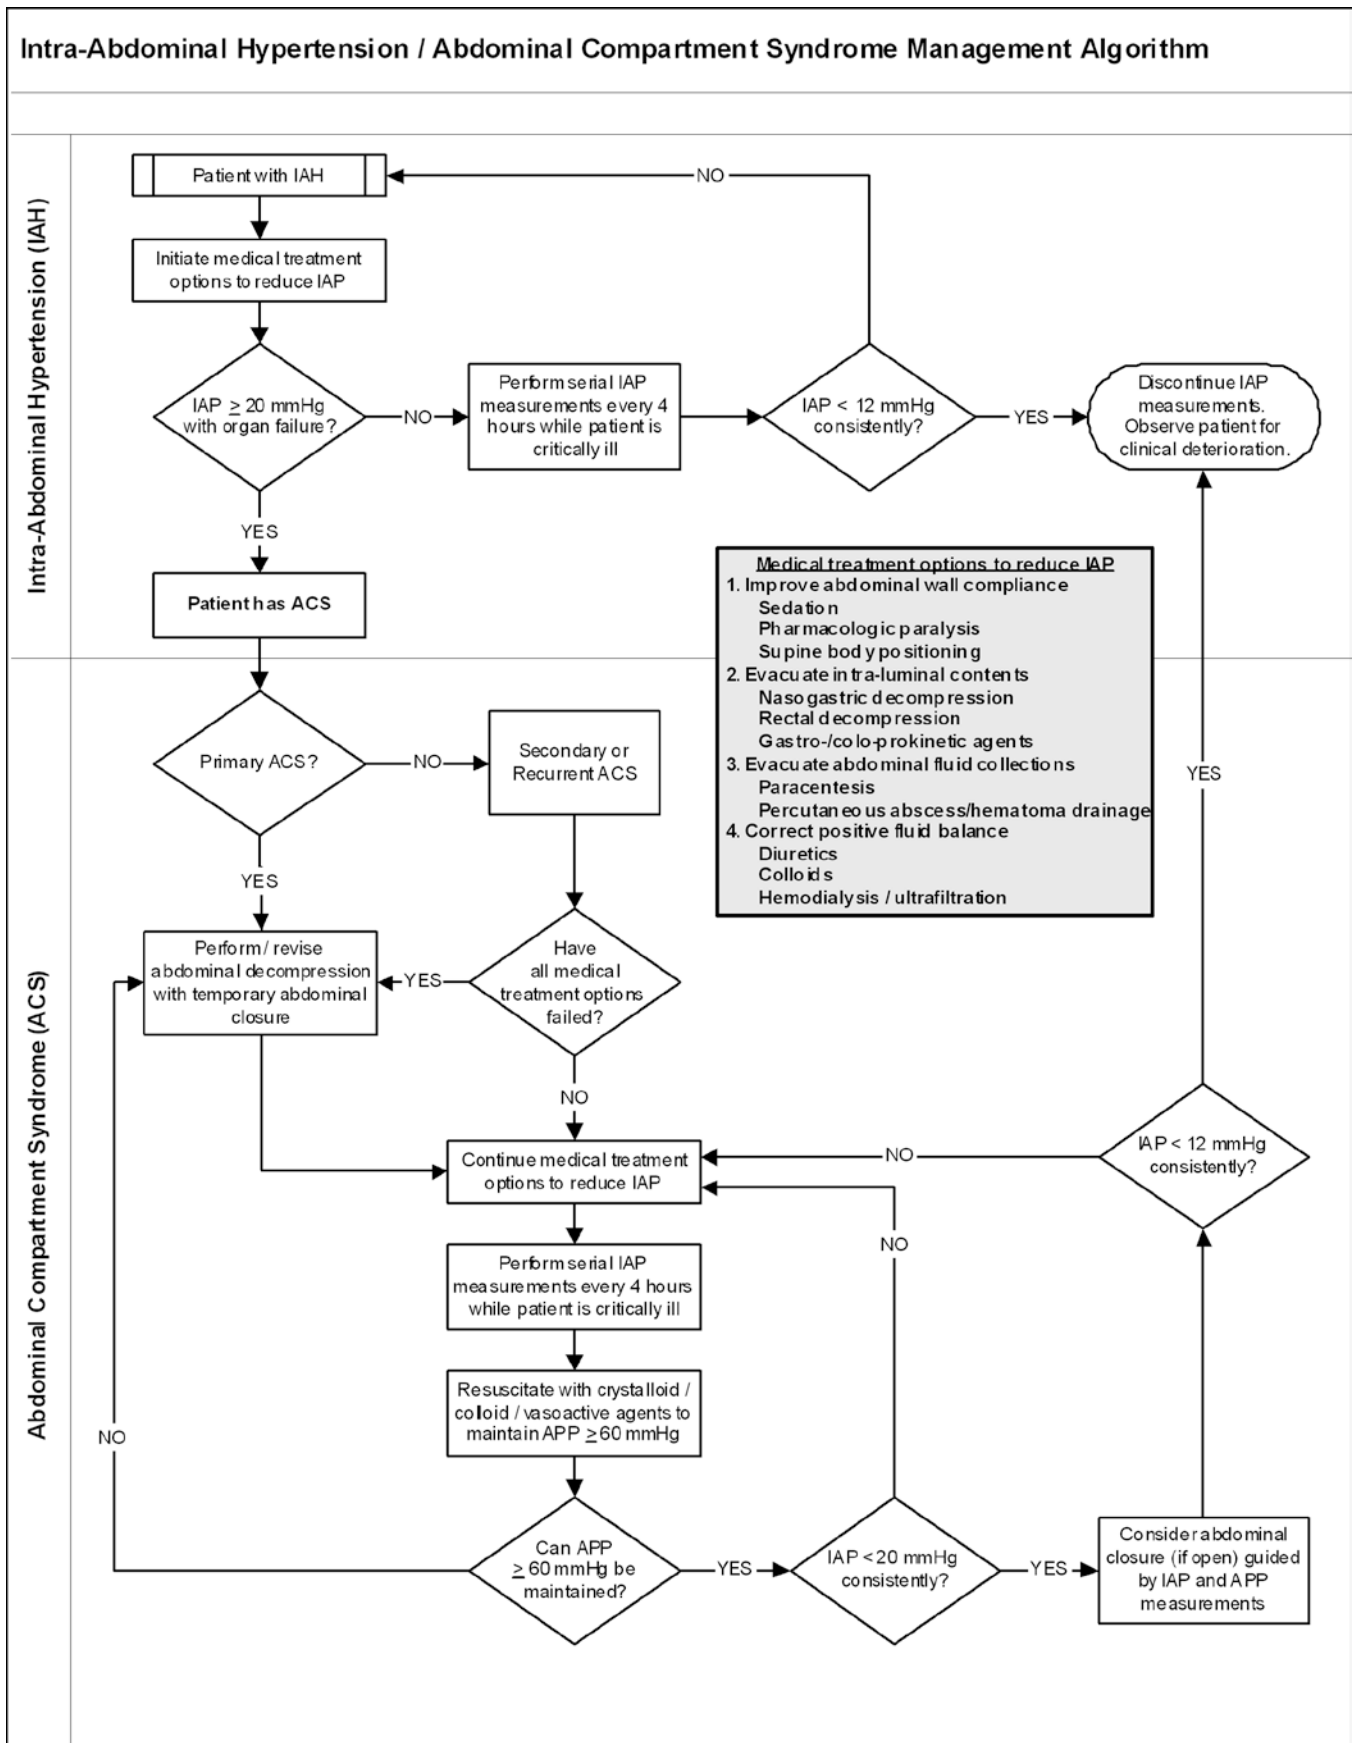 Intra-Abdominal Hypertension / Abdominal Compartment Syndrome Management Algorithm
Intra-Abdominal Hypertension (IAH)
Patient with IAH
NO
Initiate medical treatment
options to reduce IAP
IAP ≥ 20 mmHg
with organ failure?
NO
Perform serial IAP
measurements every 4
hours while patient is
critically ill
IAP < 12 mmHg
consistently?
YES
Discontinue IAP
measurements.
Observe patient for
clinical deterioration.
YES
Patient has ACS
Medical treatment options to reduce IAP
1. Improve abdominal wall compliance
Sedation
Pharmacologic paralysis
Supine body positioning
2. Evacuate intra-luminal contents
Nasogastric decompression
Rectal decompression
Gastro-/colo-prokinetic agents
3. Evacuate abdominal fluid collections
Paracentesis
Percutaneous abscess/hematoma drainage
4. Correct positive fluid balance
Diuretics
Colloids
Hemodialysis / ultrafiltration
YES
Abdominal Compartment Syndrome (ACS)
Primary ACS?
NO
Secondary or
Recurrent ACS
YES
Perform / revise
abdominal decompression
with temporary abdominal
closure
YES
Have
all medical
treatment options
failed?
NO
Continue medical treatment
options to reduce IAP
NO
IAP < 12 mmHg
consistently?
NO
Perform serial IAP
measurements every 4 hours
while patient is critically ill
Resuscitate with crystalloid /
colloid / vasoactive agents to
maintain APP ≥ 60 mmHg
NO
Can APP
≥ 60 mmHg be
maintained?
YES
IAP < 20 mmHg
consistently?
YES
Consider abdominal
closure (if open) guided
by IAP and APP
measurements